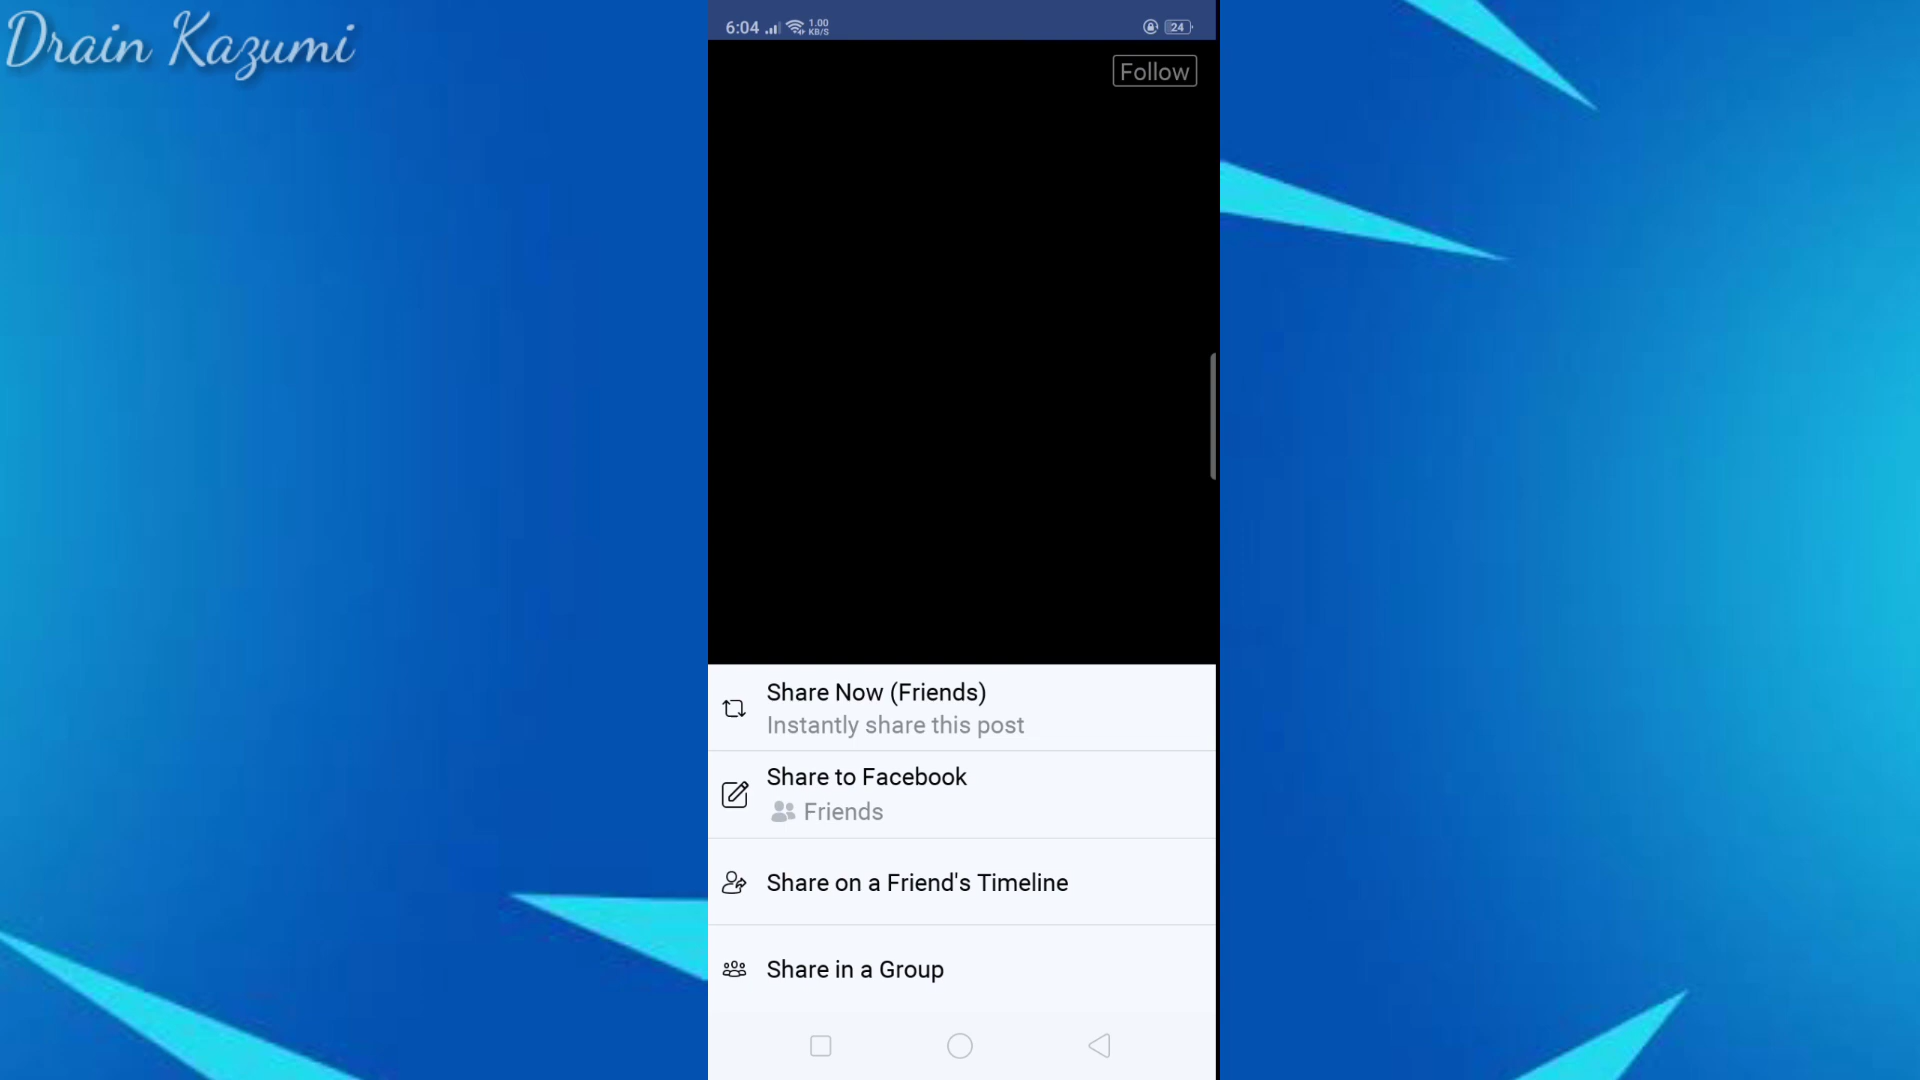 Drain Kazumi
6:04
1.00
KB/S
24
Follow
Share Now (Friends)
Instantly share this post
Share to Facebook
Friends
Share on a Friend's Timeline
Share in a Group